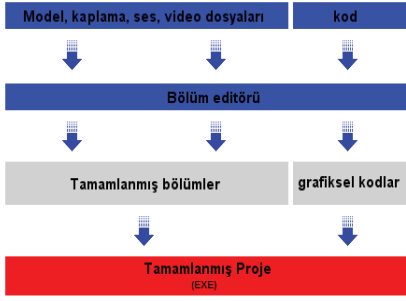 Model, kaplama, ses, video dosyaları
kod
Bölüm editörü
Tamamlanmış bölümler
grafiksel kodlar
Tamamlanmış Proje
(EXE)